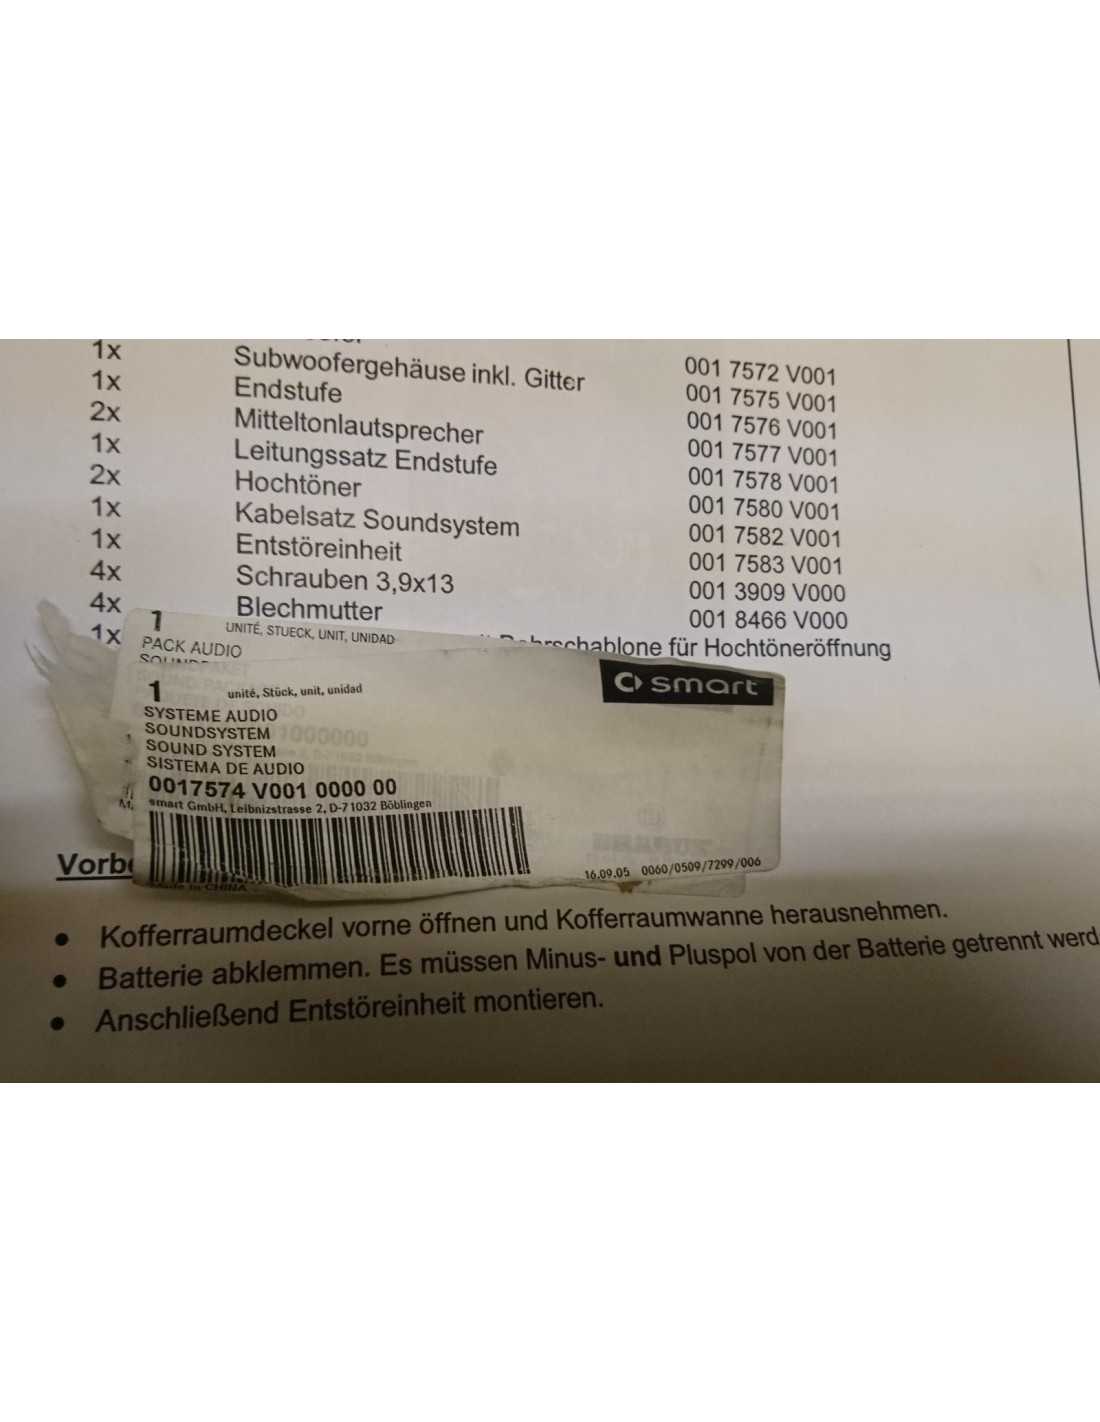 001 7572 V001
1x Subwoofergehäuse inkl. Gitter 001 7575 V001
1x Endstufe 001 7576 V001
2x Mitteltonlautsprecher 001 7577 V001
1x Leitungssatz Endstufe 001 7578 V001
2x Hochtöner 001 7580 V001
1x Kabelsatz Soundsystem 001 7582 V001
1x Entstöreinheit 001 7583 V001
4x Schrauben 3,9x13 001 3909 V000
4x Blechmutter 001 8466 V000
1x Bohrschablone für Hochtöneröffnung
1 UNITÉ, STUECK, UNIT, UNIDAD
PACK AUDIO
smart
1 unité, Stück, unit, unidad
SYSTEME AUDIO
SOUNDSYSTEM
SOUND SYSTEM
SISTEMA DE AUDIO
0017574 V001 0000 00
smart GmbH, Leibnizstrasse 2, D-71032 Böblingen
16.09.05 0060/0509/7299/006
Made in CHINA
Vorbe
• Kofferraumdeckel vorne öffnen und Kofferraumwanne herausnehmen.
• Batterie abklemmen. Es müssen Minus- und Pluspol von der Batterie getrennt werd
• Anschließend Entstöreinheit montieren.